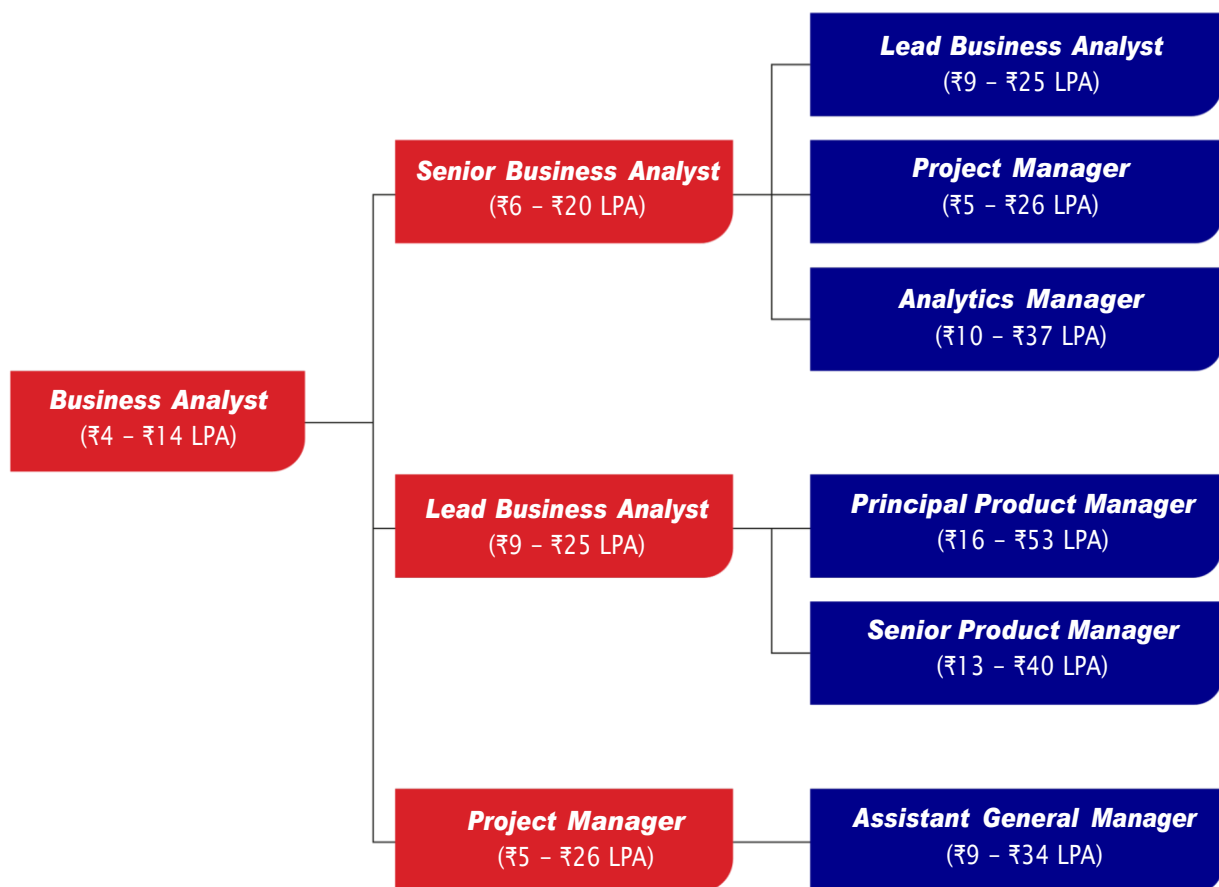 Lead Business Analyst
(₹9 – ₹25 LPA)
Senior Business Analyst
(₹6 – ₹20 LPA)
Project Manager
(₹5 – ₹26 LPA)
Analytics Manager
(₹10 – ₹37 LPA)
Business Analyst
(₹4 – ₹14 LPA)
Lead Business Analyst
(₹9 – ₹25 LPA)
Principal Product Manager
(₹16 – ₹53 LPA)
Senior Product Manager
(₹13 – ₹40 LPA)
Project Manager
(₹5 – ₹26 LPA)
Assistant General Manager
(₹9 – ₹34 LPA)